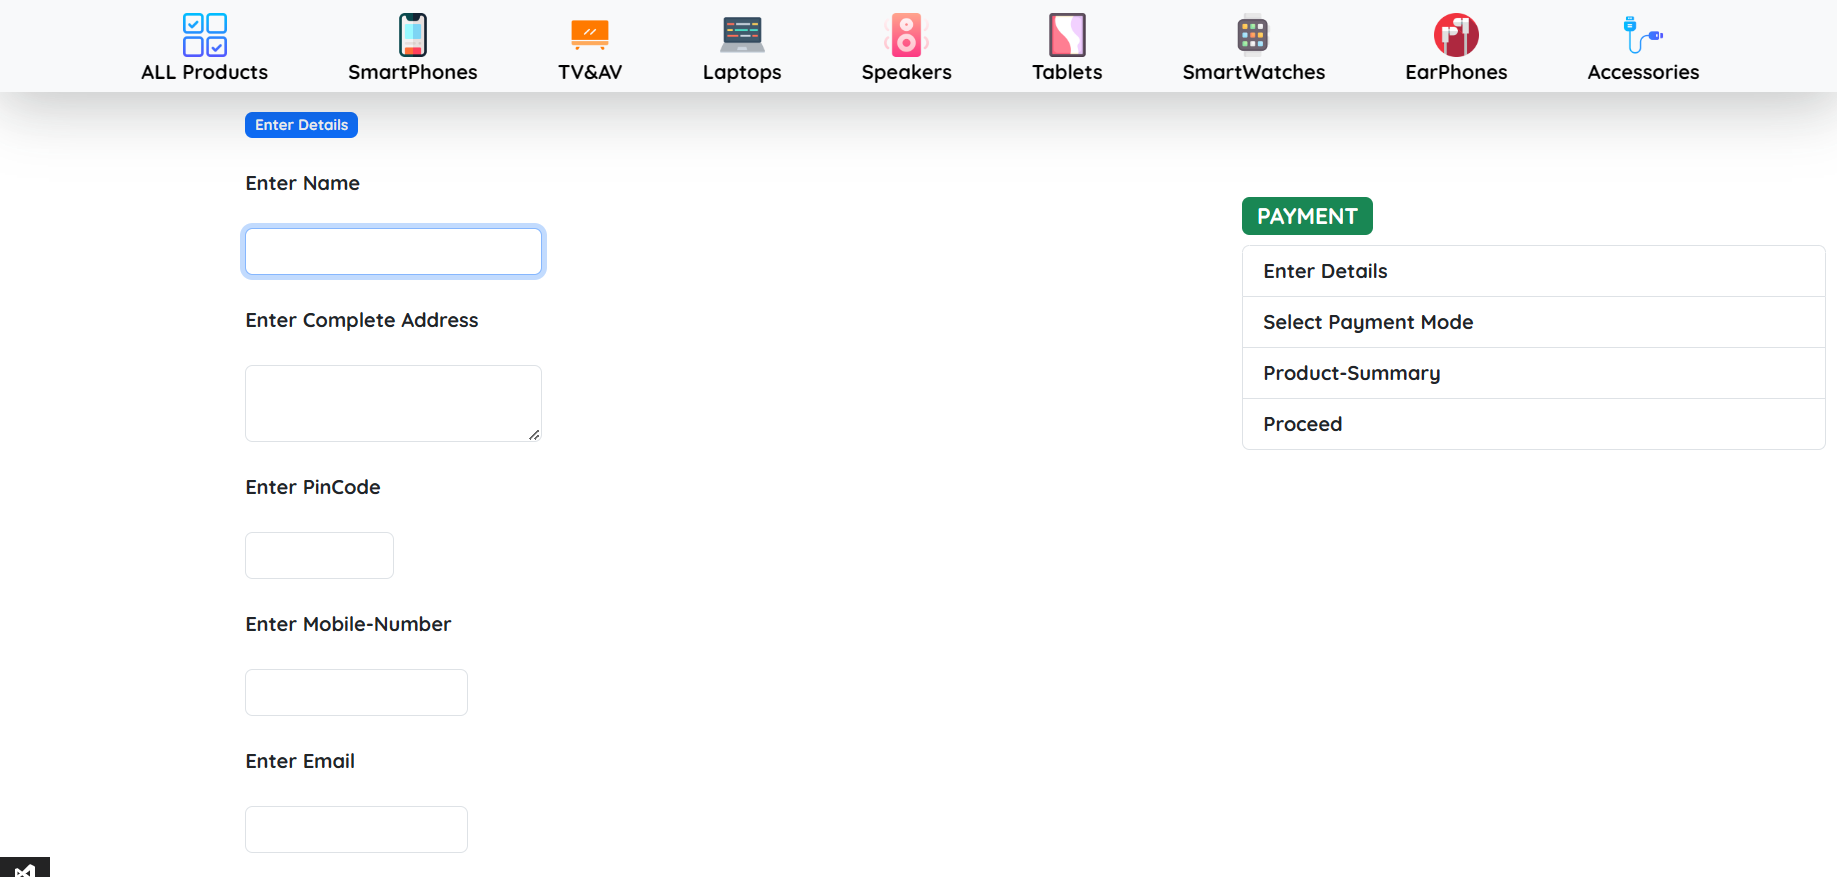 ALL Products
SmartPhones
TV&AV
Laptops
Speakers
Tablets
SmartWatches
EarPhones
Accessories
Enter Details
Enter Name
Enter Complete Address
Enter PinCode
Enter Mobile-Number
Enter Email
PAYMENT
Enter Details
Select Payment Mode
Product-Summary
Proceed